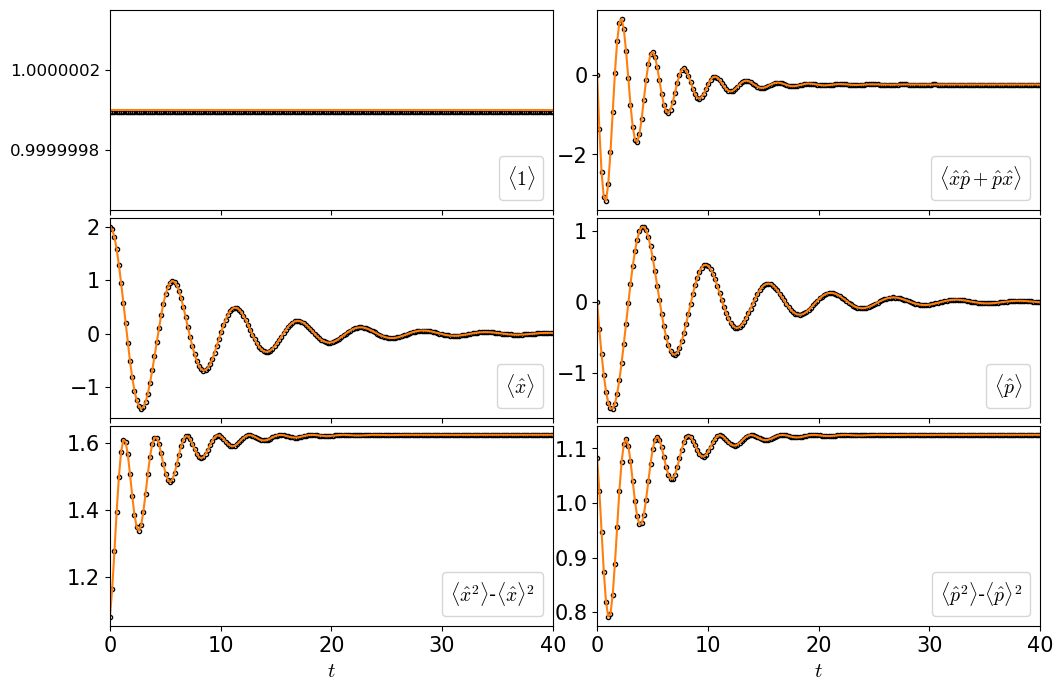 1.0000002
0.9999998
⟨1⟩
0
−2
⟨x̂p̂ + p̂x̂⟩
2
1
0
−1
⟨x̂⟩
1
0
−1
⟨p̂⟩
1.6
1.4
1.2
⟨x̂²⟩-⟨x̂⟩²
0 10 20 30 40
t
1.1
1.0
0.9
0.8
⟨p̂²⟩-⟨p̂⟩²
0 10 20 30 40
t